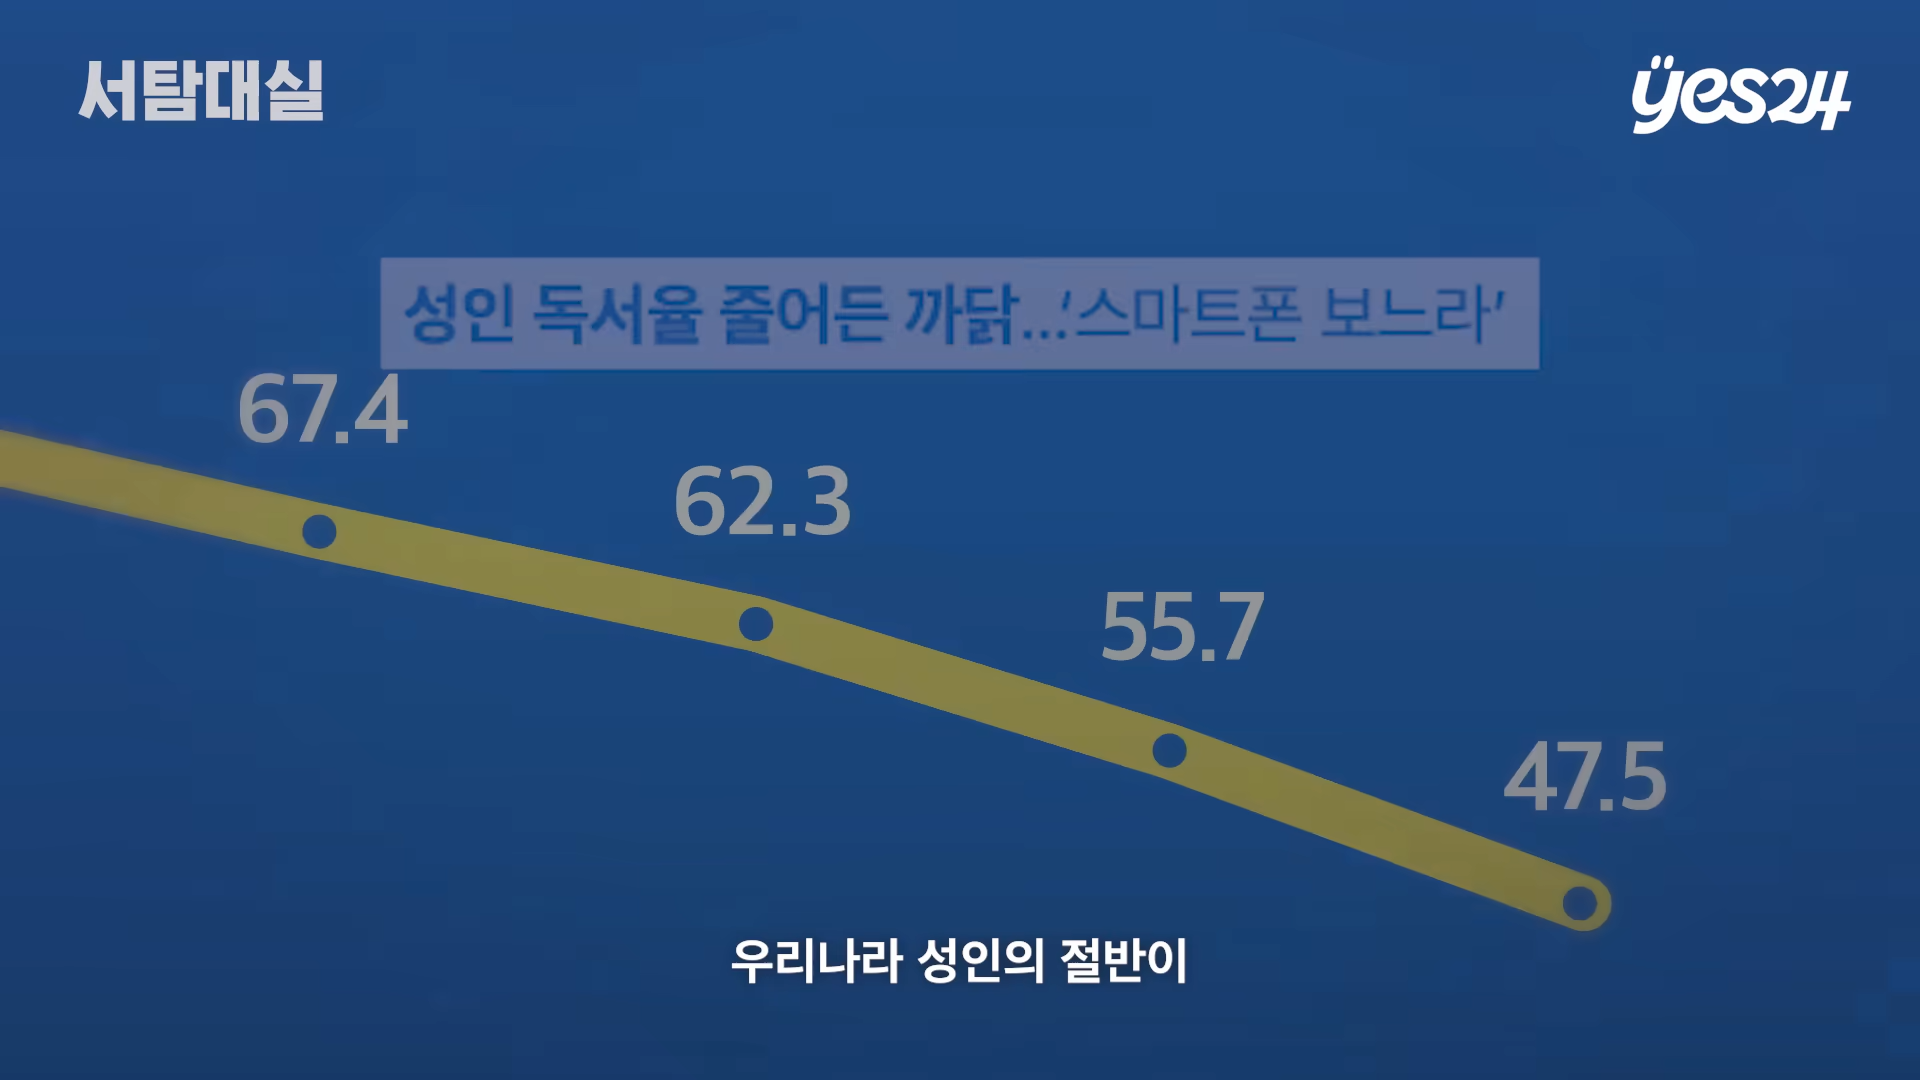 서탐대실
yes24
성인 독서율 줄어든 까닭...'스마트폰 보느라'
67.4
62.3
55.7
47.5
우리나라 성인의 절반이